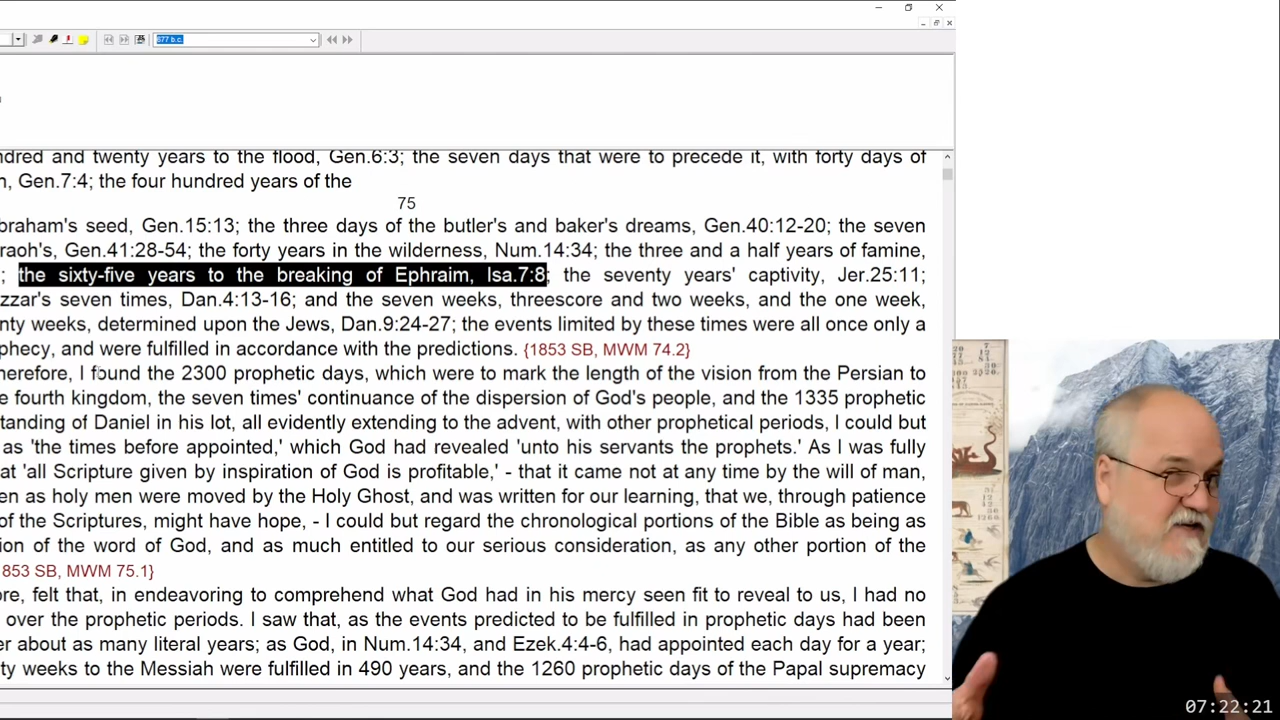 677 b.c.
ndred and twenty years to the flood, Gen.6:3; the seven days that were to precede it, with forty days of
n, Gen.7:4; the four hundred years of the
75
braham's seed, Gen.15:13; the three days of the butler's and baker's dreams, Gen.40:12-20; the seven
raoh's, Gen.41:28-54; the forty years in the wilderness, Num.14:34; the three and a half years of famine,
; the sixty-five years to the breaking of Ephraim, Isa.7:8; the seventy years' captivity, Jer.25:11;
zzar's seven times, Dan.4:13-16; and the seven weeks, threescore and two weeks, and the one week,
nty weeks, determined upon the Jews, Dan.9:24-27; the events limited by these times were all once only a
phecy, and were fulfilled in accordance with the predictions. {1853 SB, MWM 74.2}
herefore, I found the 2300 prophetic days, which were to mark the length of the vision from the Persian to
e fourth kingdom, the seven times' continuance of the dispersion of God's people, and the 1335 prophetic
tanding of Daniel in his lot, all evidently extending to the advent, with other prophetical periods, I could but
as 'the times before appointed,' which God had revealed 'unto his servants the prophets.' As I was fully
at 'all Scripture given by inspiration of God is profitable,' - that it came not at any time by the will of man,
en as holy men were moved by the Holy Ghost, and was written for our learning, that we, through patience
of the Scriptures, might have hope, - I could but regard the chronological portions of the Bible as being as
ion of the word of God, and as much entitled to our serious consideration, as any other portion of the
853 SB, MWM 75.1}
ore, felt that, in endeavoring to comprehend what God had in his mercy seen fit to reveal to us, I had no
over the prophetic periods. I saw that, as the events predicted to be fulfilled in prophetic days had been
er about as many literal years; as God, in Num.14:34, and Ezek.4:4-6, had appointed each day for a year;
ty weeks to the Messiah were fulfilled in 490 years, and the 1260 prophetic days of the Papal supremacy
07:22:21